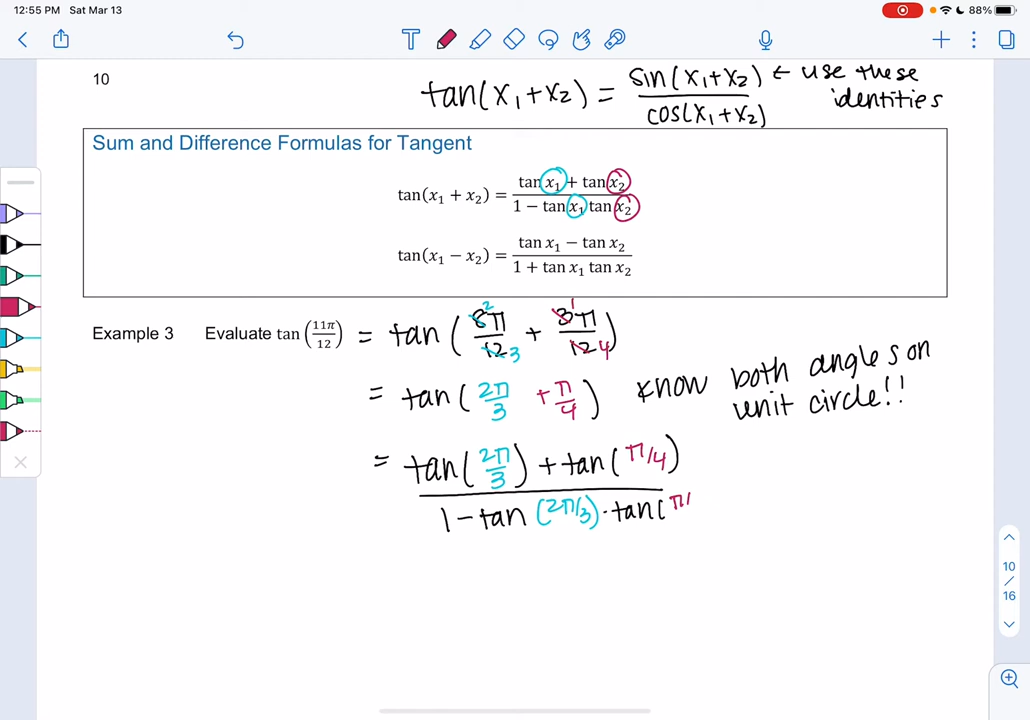 12:55 PM Sat Mar 13
88%
T
10
tan(x₁+x₂) = sin(x₁+x₂)/cos(x₁+x₂) ← use these
identities
Sum and Difference Formulas for Tangent
tan(x₁ + x₂) = (tan x₁ + tan x₂)/(1 − tan x₁ tan x₂)
tan(x₁ − x₂) = (tan x₁ − tan x₂)/(1 + tan x₁ tan x₂)
Example 3 Evaluate tan (11π/12) = tan ( 8π/12 + 3π/12 )
2 3 1 4
= tan ( 2π/3 + π/4 ) know both angles on
unit circle!!
= tan( 2π/3 ) + tan ( π/4 )
1 − tan (2π/3) · tan( π/
10
/
16